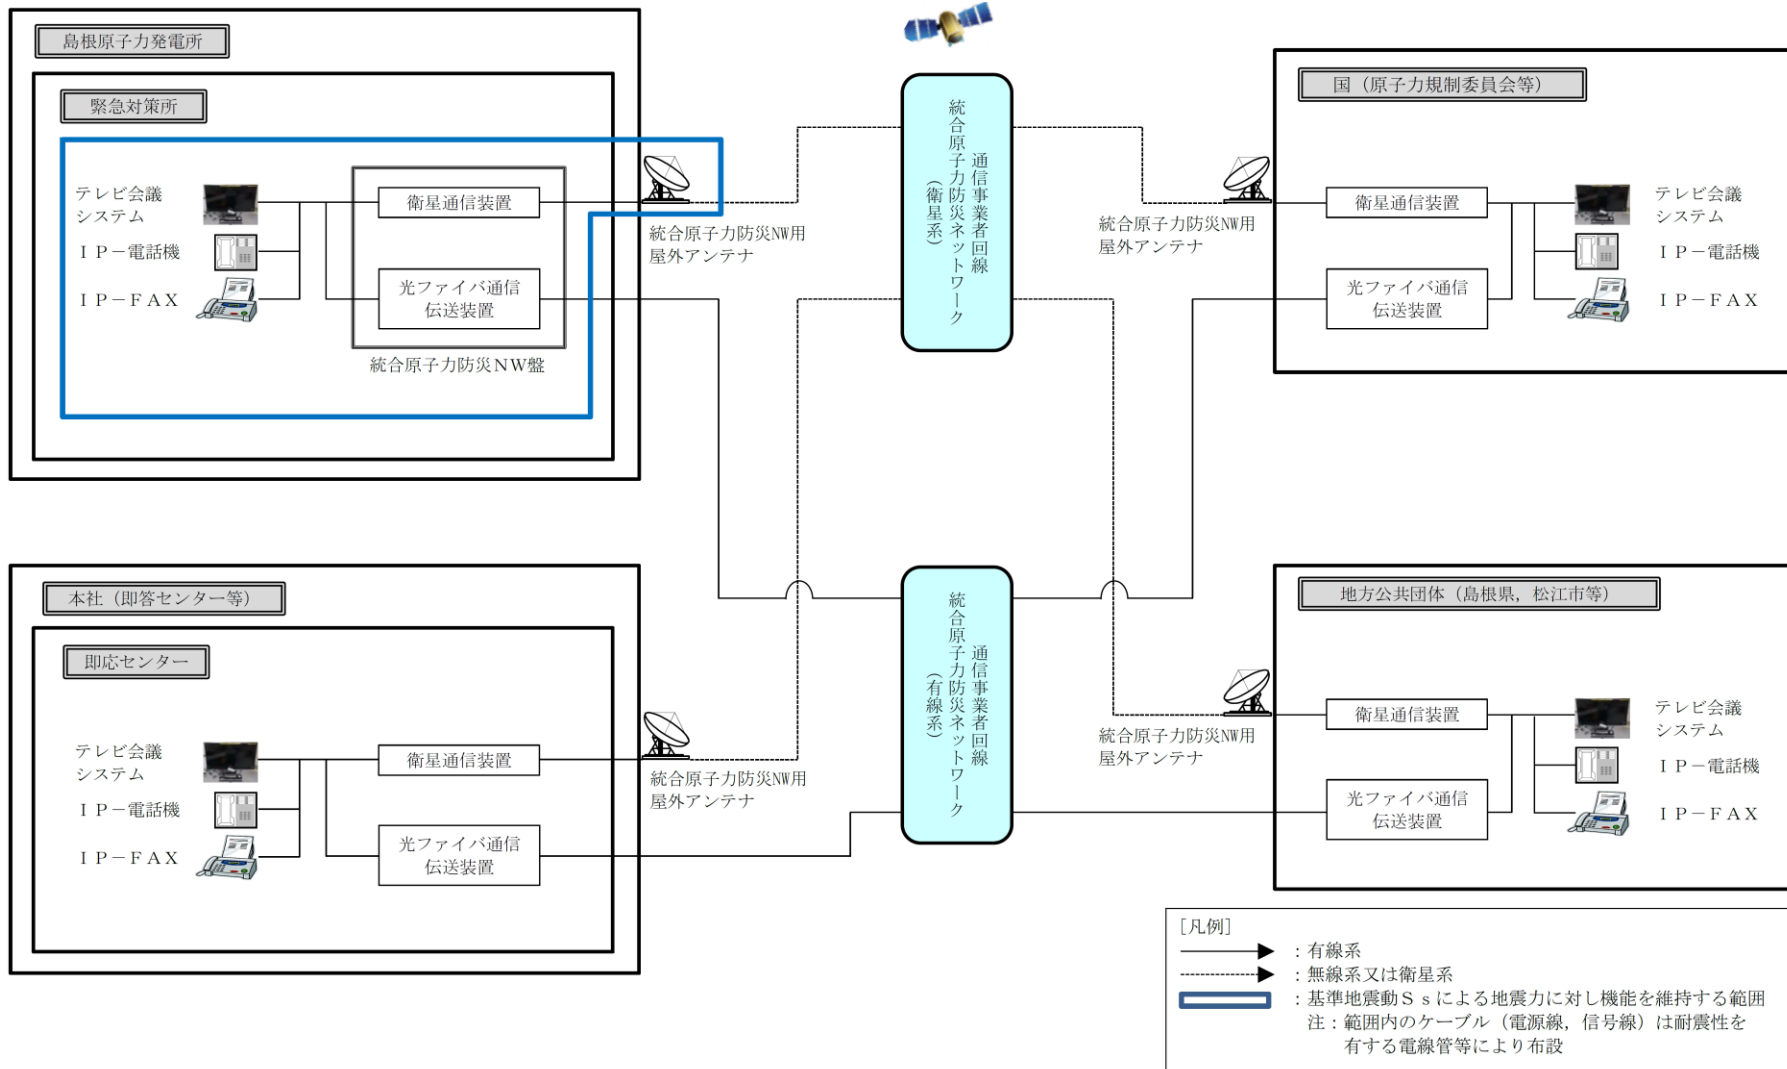 島根原子力発電所
緊急対策所
テレビ会議
システム
ＩＰ－電話機
ＩＰ－ＦＡＸ
衛星通信装置
光ファイバ通信
伝送装置
統合原子力防災ＮＷ盤
統合原子力防災NW用
屋外アンテナ
通信事業者回線
統合原子力防災ネットワーク
（衛星系）
国（原子力規制委員会等）
統合原子力防災NW用
屋外アンテナ
衛星通信装置
光ファイバ通信
伝送装置
テレビ会議
システム
ＩＰ－電話機
ＩＰ－ＦＡＸ
本社（即答センター等）
即応センター
テレビ会議
システム
ＩＰ－電話機
ＩＰ－ＦＡＸ
衛星通信装置
光ファイバ通信
伝送装置
統合原子力防災NW用
屋外アンテナ
通信事業者回線
統合原子力防災ネットワーク
（有線系）
地方公共団体（島根県，松江市等）
統合原子力防災NW用
屋外アンテナ
衛星通信装置
光ファイバ通信
伝送装置
テレビ会議
システム
ＩＰ－電話機
ＩＰ－ＦＡＸ
［凡例］
：有線系
：無線系又は衛星系
：基準地震動Ｓｓによる地震力に対し機能を維持する範囲
注：範囲内のケーブル（電源線，信号線）は耐震性を
有する電線管等により布設